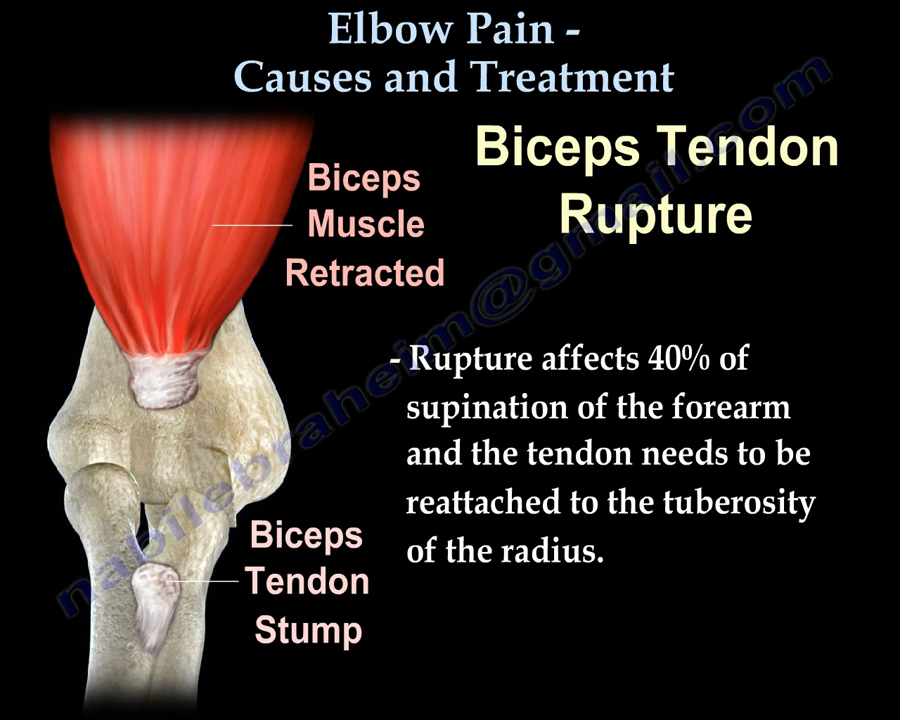 Elbow Pain -
Causes and Treatment
Biceps Tendon
Rupture
Biceps
Muscle
Retracted
- Rupture affects 40% of
supination of the forearm
and the tendon needs to be
reattached to the tuberosity
of the radius.
Biceps
Tendon
Stump
nabilebraheim@gmail.com